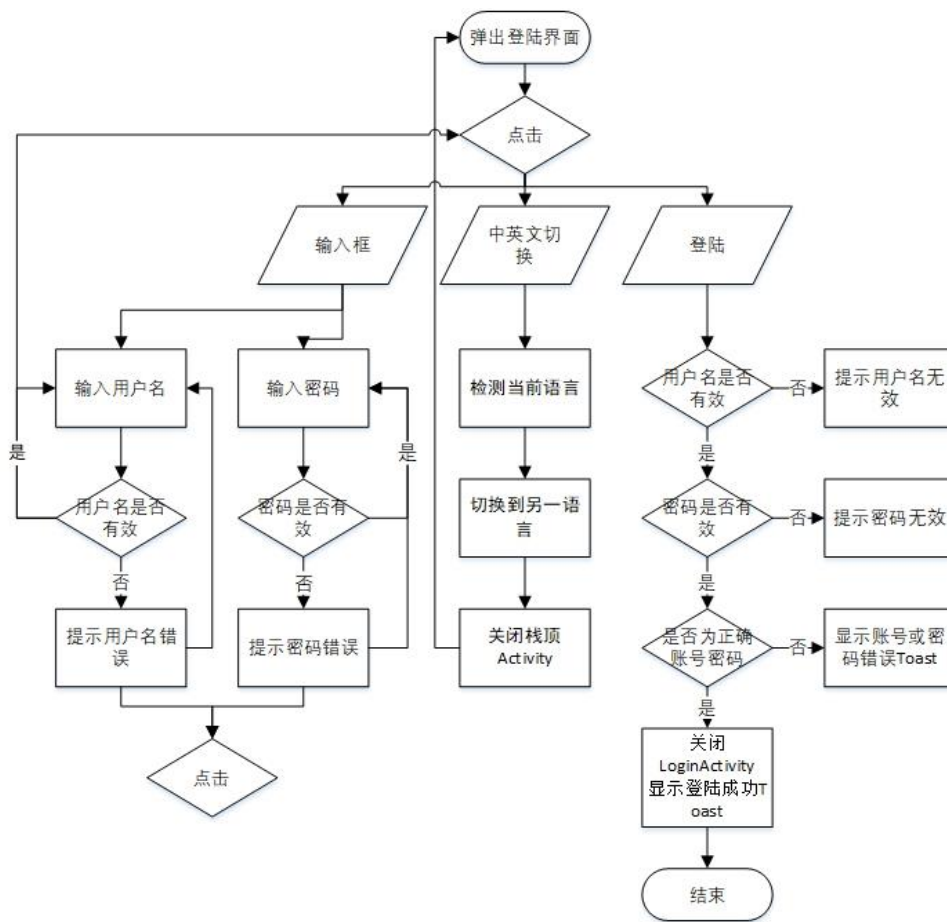 弹出登陆界面
点击
输入框
中英文切
换
登陆
输入用户名
输入密码
检测当前语言
用户名是否
有效
否
提示用户名无
效
是
是
是
用户名是否
有效
密码是否有
效
切换到另一语
言
密码是否有
效
否
提示密码无效
否
否
是
提示用户名错
误
提示密码错误
关闭栈顶
Activity
是否为正确
账号密码
否
显示账号或密
码错误Toast
是
点击
关闭
LoginActivity
显示登陆成功T
oast
结束